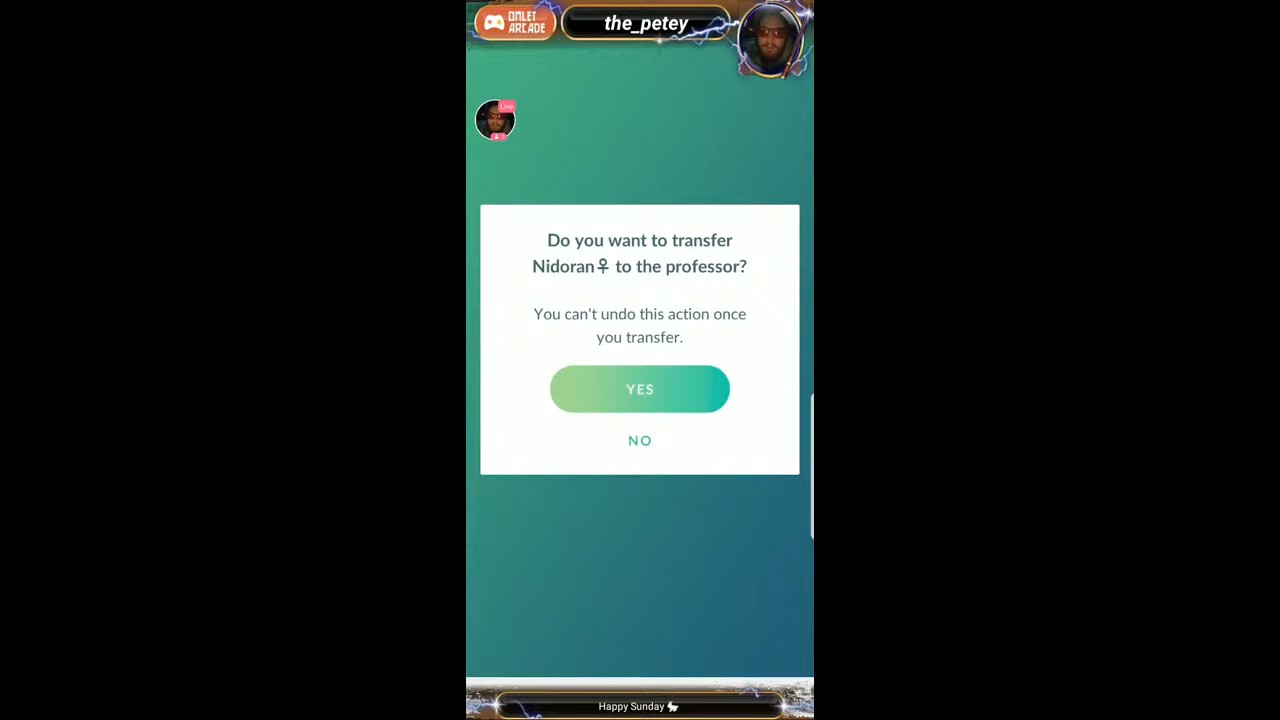 OMLET
ARCADE
the_petey
Live
Do you want to transfer
Nidoran♀ to the professor?
You can't undo this action once
you transfer.
YES
NO
Happy Sunday 🐇